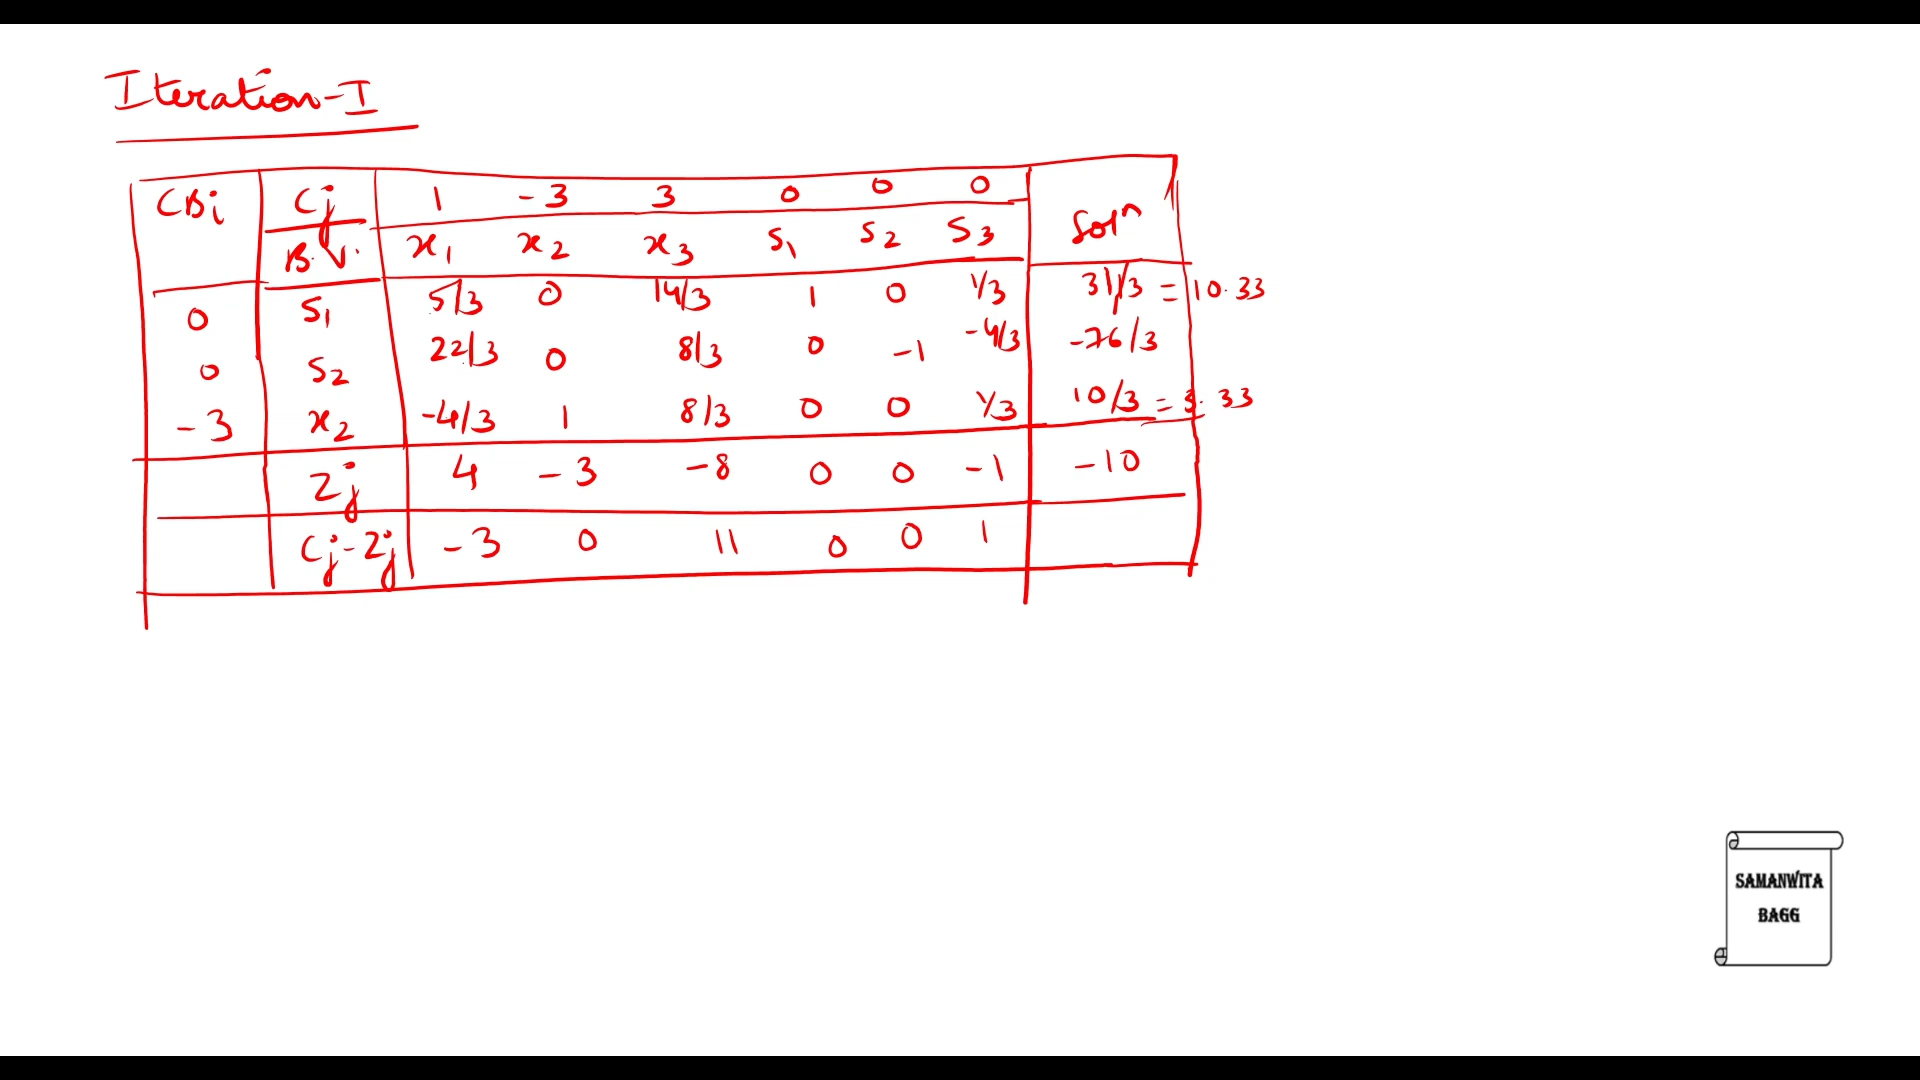 Iteration-I
CBi Cj 1 -3 3 0 0 0 Solⁿ
B.V. x1 x2 x3 S1 S2 S3
0 S1 5/3 0 14/3 1 0 1/3 31/3 = 10.33
0 S2 22/3 0 8/3 0 -1 -4/3 -76/3
-3 x2 -4/3 1 8/3 0 0 1/3 10/3 = 3.33
Zj 4 -3 -8 0 0 -1 -10
Cj-Zj -3 0 11 0 0 1
SAMANWITA
BAGG